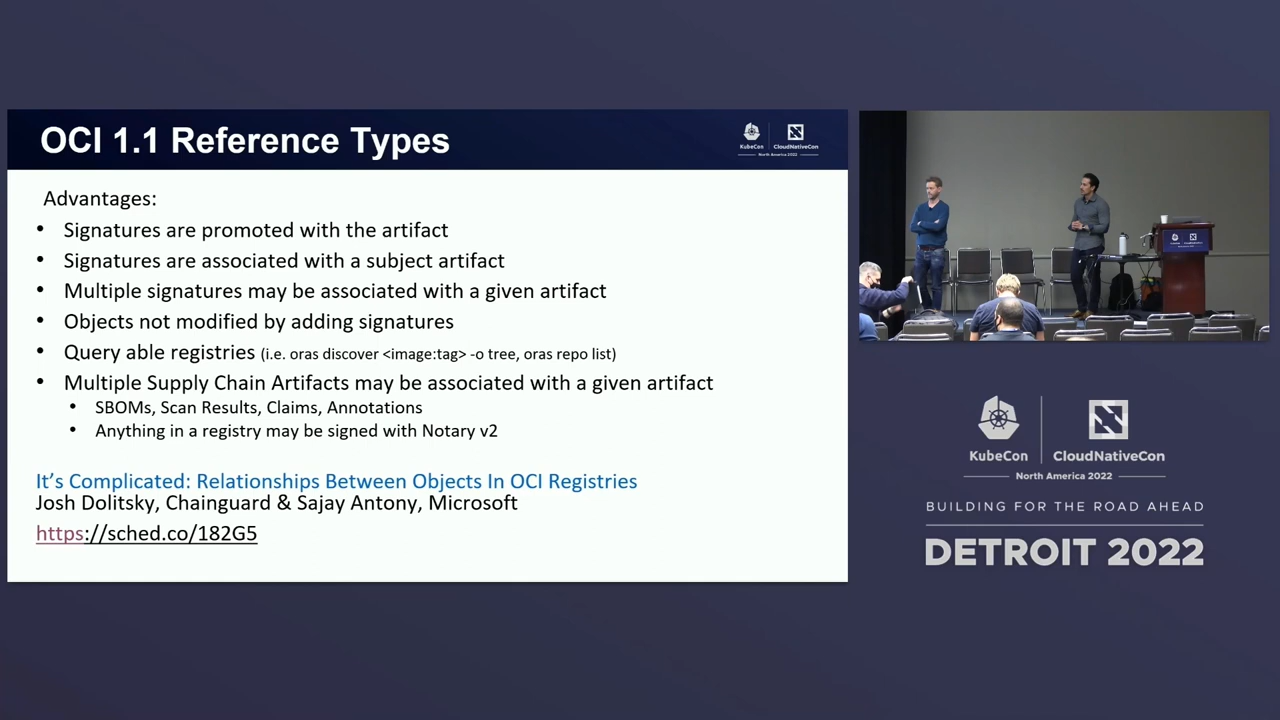 OCI 1.1 Reference Types
KubeCon
CloudNativeCon
North America 2022
Advantages:
• Signatures are promoted with the artifact
• Signatures are associated with a subject artifact
• Multiple signatures may be associated with a given artifact
• Objects not modified by adding signatures
• Query able registries (i.e. oras discover <image:tag> -o tree, oras repo list)
• Multiple Supply Chain Artifacts may be associated with a given artifact
• SBOMs, Scan Results, Claims, Annotations
• Anything in a registry may be signed with Notary v2
It's Complicated: Relationships Between Objects In OCI Registries
Josh Dolitsky, Chainguard & Sajay Antony, Microsoft
https://sched.co/182G5
KubeCon
CloudNativeCon
North America 2022
BUILDING FOR THE ROAD AHEAD
DETROIT 2022